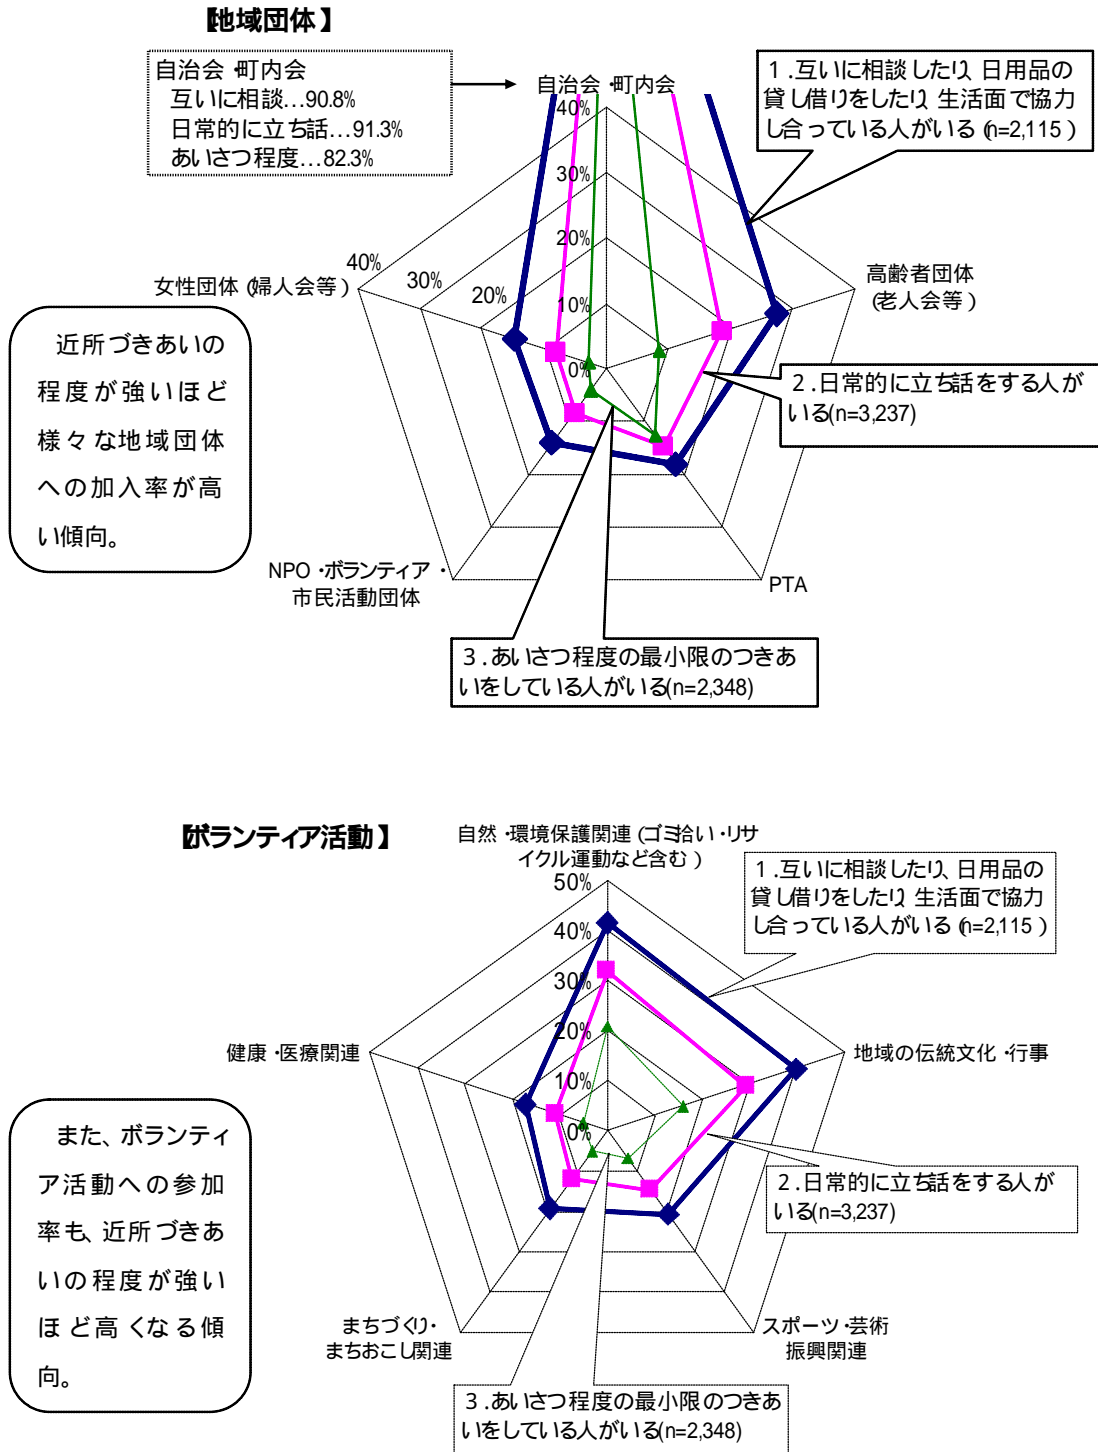 【地域団体】
自治会・町内会
互いに相談…90.8%
日常的に立ち話…91.3%
あいさつ程度…82.3%
自治会・町内会
1.互いに相談したり、日用品の
貸し借りをしたり、生活面で協力
し合っている人がいる(n=2,115)
40%
30%
20%
10%
0%
40%
30%
20%
女性団体(婦人会等)
高齢者団体
(老人会等)
近所づきあいの
程度が強いほど
様々な地域団体
への加入率が高
い傾向。
2.日常的に立ち話をする人が
いる(n=3,237)
NPO・ボランティア・
市民活動団体
PTA
3.あいさつ程度の最小限のつきあ
いをしている人がいる(n=2,348)
【ボランティア活動】
自然・環境保護関連(ゴミ拾い・リサ
イクル運動など含む)
50%
40%
30%
20%
10%
0%
1.互いに相談したり、日用品の
貸し借りをしたり、生活面で協力
し合っている人がいる(n=2,115)
健康・医療関連
地域の伝統文化・行事
また、ボランティ
ア活動への参加
率も、近所づきあ
いの程度が強い
ほど高くなる傾
向。
2.日常的に立ち話をする人が
いる(n=3,237)
まちづくり・
まちおこし関連
スポーツ・芸術
振興関連
3.あいさつ程度の最小限のつきあ
いをしている人がいる(n=2,348)